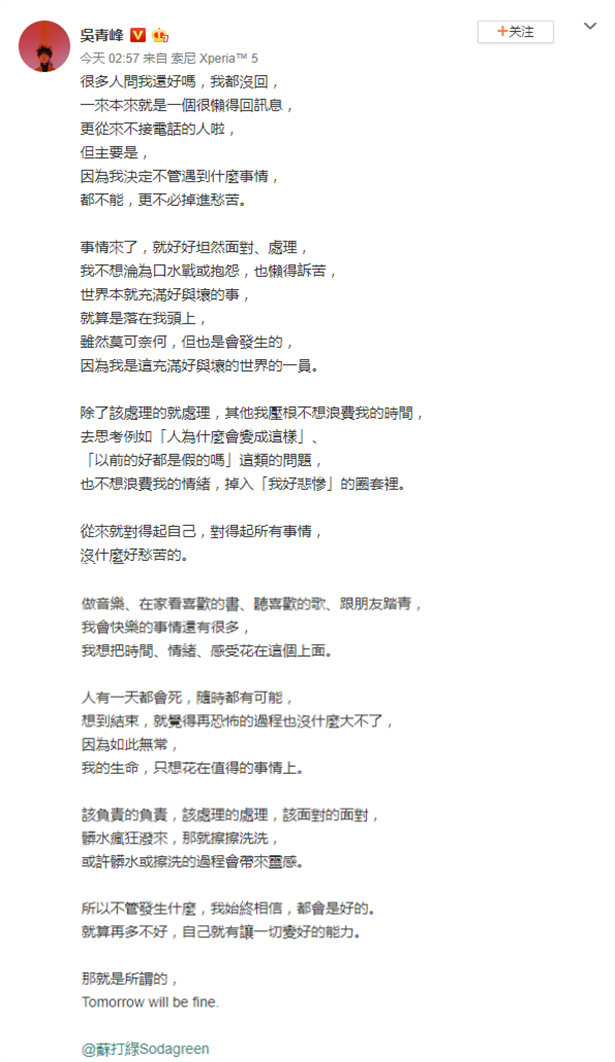 吳青峰
+关注
今天 02:57 来自 索尼 Xperia™ 5
很多人問我還好嗎，我都沒回，
一來本來就是一個很懶得回訊息，
更從來不接電話的人啦，
但主要是，
因為我決定不管遇到什麼事情，
都不能，更不必掉進愁苦。
事情來了，就好好坦然面對、處理，
我不想淪為口水戰或抱怨，也懶得訴苦，
世界本就充滿好與壞的事，
就算是落在我頭上，
雖然莫可奈何，但也是會發生的，
因為我是這充滿好與壞的世界的一員。
除了該處理的就處理，其他我壓根不想浪費我的時間，
去思考例如「人為什麼會變成這樣」、
「以前的好都是假的嗎」這類的問題，
也不想浪費我的情緒，掉入「我好悲慘」的圈套裡。
從來就對得起自己，對得起所有事情，
沒什麼好愁苦的。
做音樂、在家看喜歡的書、聽喜歡的歌、跟朋友踏青，
我會快樂的事情還有很多，
我想把時間、情緒、感受花在這個上面。
人有一天都會死，隨時都有可能，
想到結束，就覺得再恐怖的過程也沒什麼大不了，
因為如此無常，
我的生命，只想花在值得的事情上。
該負責的負責，該處理的處理，該面對的面對，
髒水瘋狂潑來，那就擦擦洗洗，
或許髒水或擦洗的過程會帶來靈感。
所以不管發生什麼，我始終相信，都會是好的。
就算再多不好，自己就有讓一切變好的能力。
那就是所謂的，
Tomorrow will be fine.
@蘇打綠Sodagreen